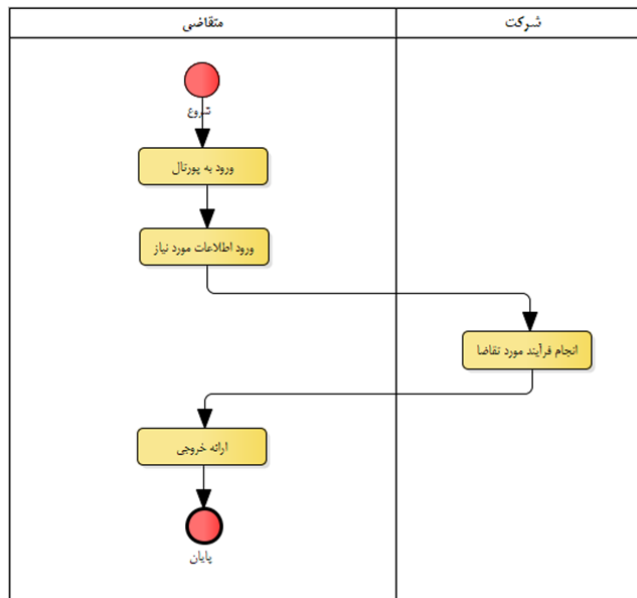 شرکت
متقاضی
شروع
ورود به پورتال
ورود اطلاعات مورد نیاز
انجام فرآیند مورد تقاضا
ارائه خروجی
پایان